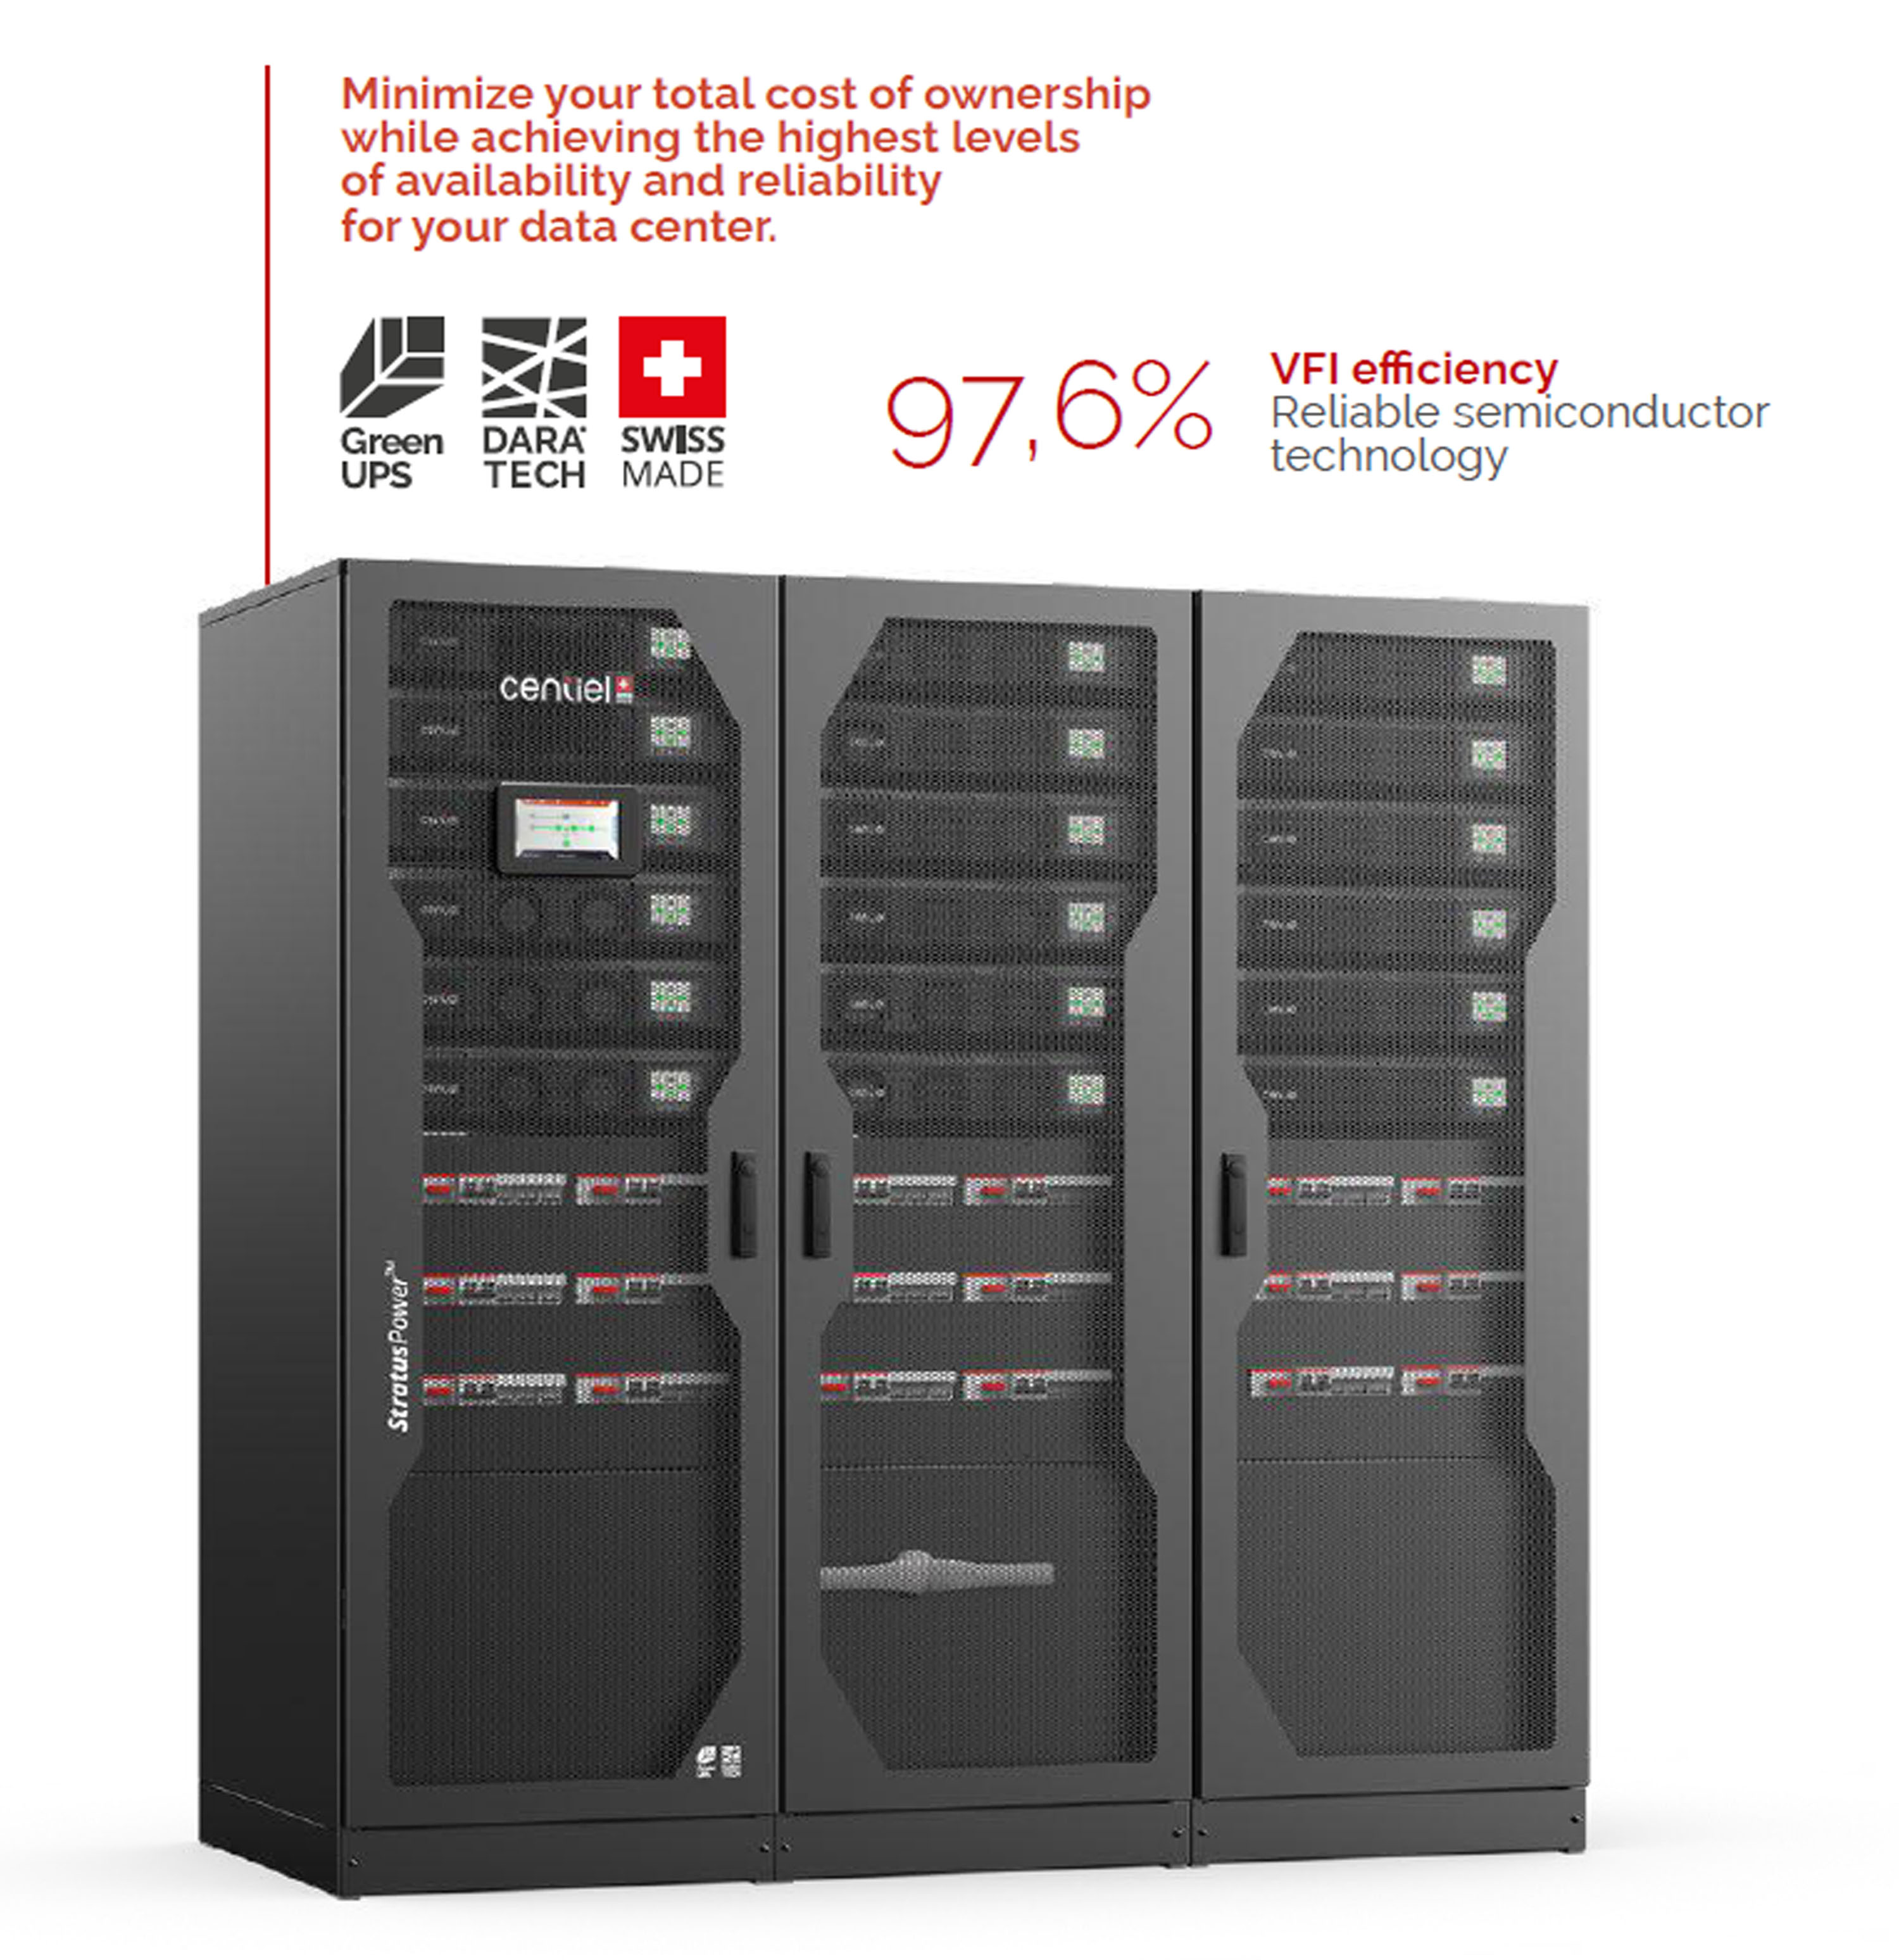 Minimize your total cost of ownership
while achieving the highest levels
of availability and reliability
for your data center.
Green
UPS
DARA
TECH
SWISS
MADE
97,6%
VFI efficiency
Reliable semiconductor
technology
centiel
StratusPower™